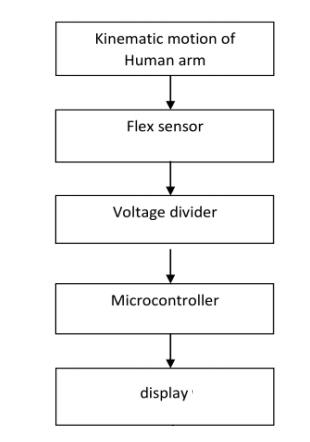 Kinematic motion of
Human arm
Flex sensor
Voltage divider
Microcontroller
display